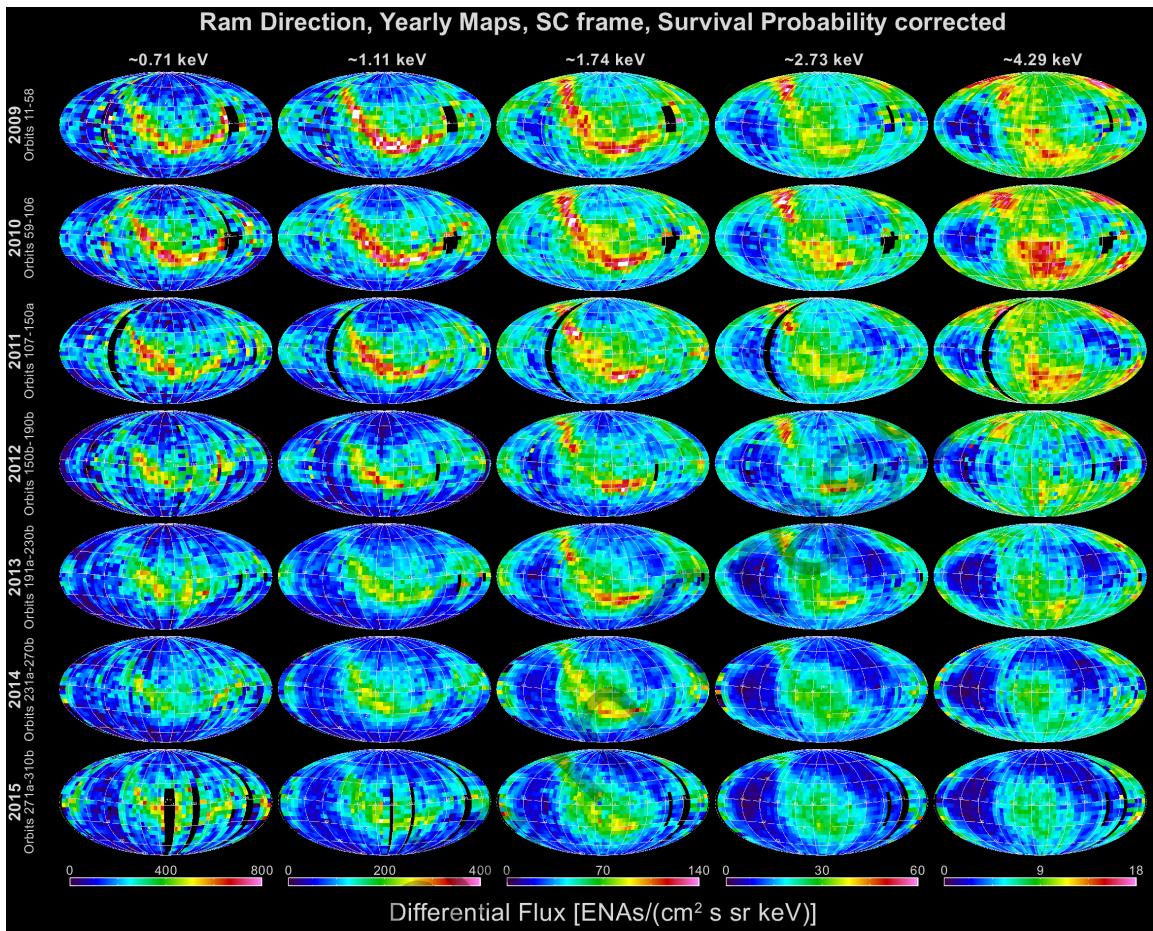 Ram Direction, Yearly Maps, SC frame, Survival Probability corrected
~0.71 keV ~1.11 keV ~1.74 keV ~2.73 keV ~4.29 keV
2009
Orbits 11-58
2010
Orbits 59-106
2011
Orbits 107-150a
2012
Orbits 150b-190b
2013
Orbits 191a-230b
2014
Orbits 231a-270b
2015
Orbits 2771a-310b
0 400 800 0 200 400 0 70 140 0 30 60 0 9 18
Differential Flux [ENAs/(cm² s sr keV)]